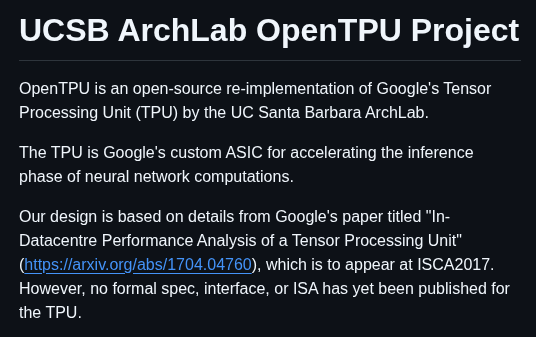 UCSB ArchLab OpenTPU Project
OpenTPU is an open-source re-implementation of Google's Tensor
Processing Unit (TPU) by the UC Santa Barbara ArchLab.
The TPU is Google's custom ASIC for accelerating the inference
phase of neural network computations.
Our design is based on details from Google's paper titled "In-
Datacentre Performance Analysis of a Tensor Processing Unit"
(https://arxiv.org/abs/1704.04760), which is to appear at ISCA2017.
However, no formal spec, interface, or ISA has yet been published for
the TPU.